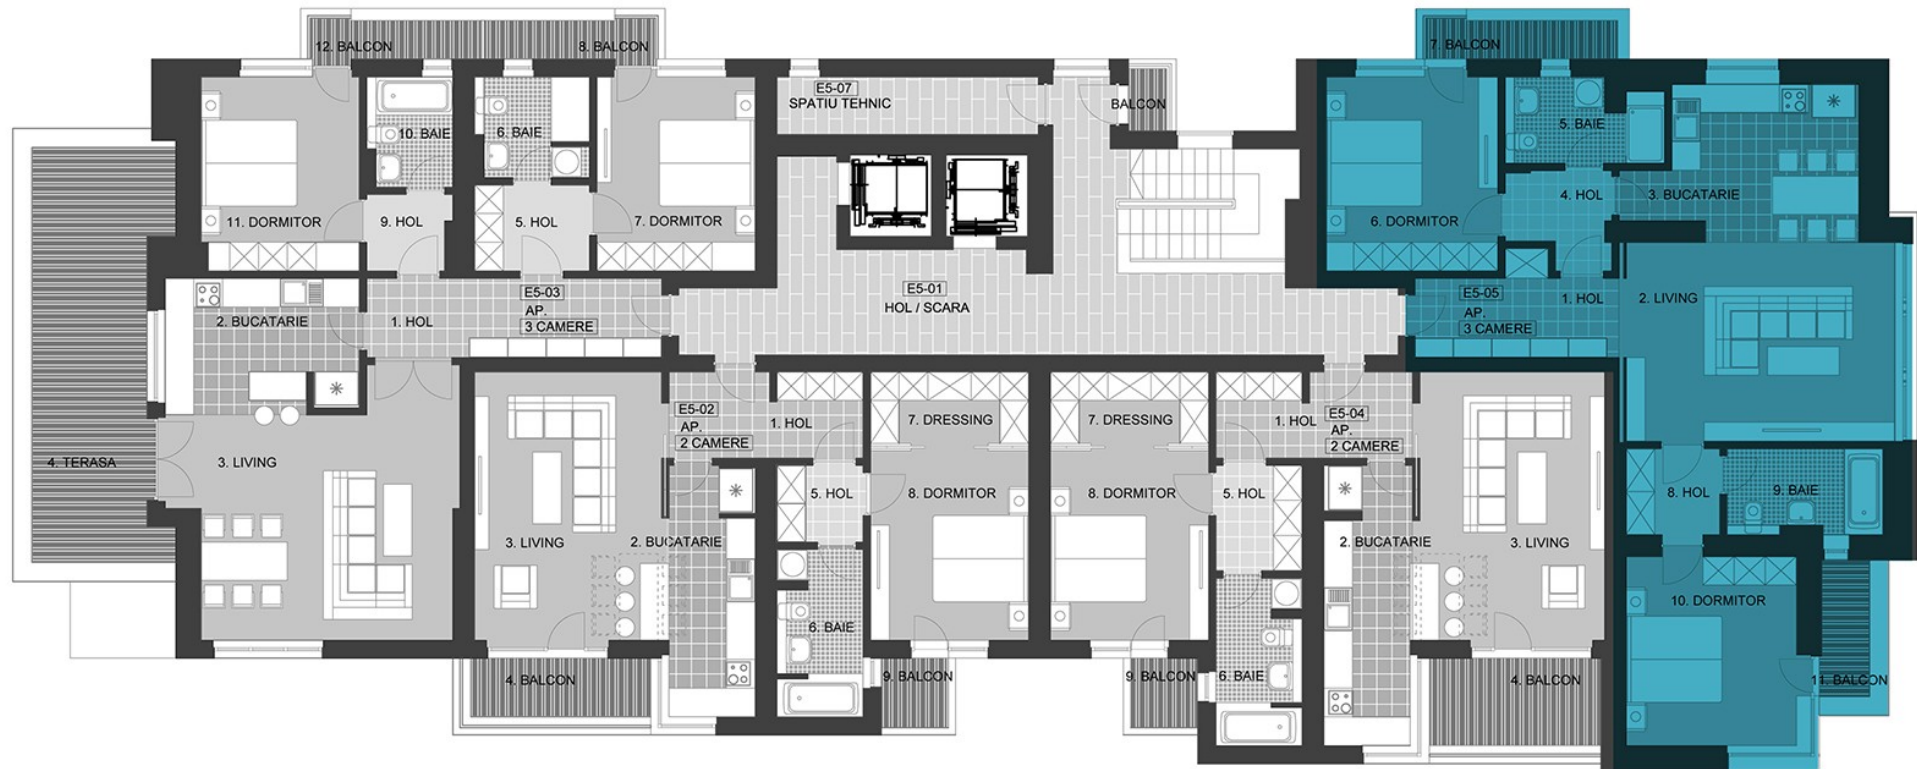 12. BALCON
8. BALCON
7. BALCON
E5-07
SPATIU TEHNIC
BALCON
10. BAIE
6. BAIE
5. BAIE
11. DORMITOR
9. HOL
5. HOL
7. DORMITOR
6. DORMITOR
4. HOL
3. BUCATARIE
E5-03
AP.
3 CAMERE
E5-01
HOL / SCARA
E5-05
AP.
3 CAMERE
1. HOL
2. LIVING
2. BUCATARIE
1. HOL
E5-02
AP.
2 CAMERE
1. HOL
7. DRESSING
7. DRESSING
1. HOL
E5-04
AP.
2 CAMERE
4. TERASA
3. LIVING
5. HOL
8. DORMITOR
8. DORMITOR
5. HOL
8. HOL
9. BAIE
3. LIVING
2. BUCATARIE
2. BUCATARIE
3. LIVING
10. DORMITOR
6. BAIE
4. BALCON
9. BALCON
9. BALCON
6. BAIE
4. BALCON
11. BALCON